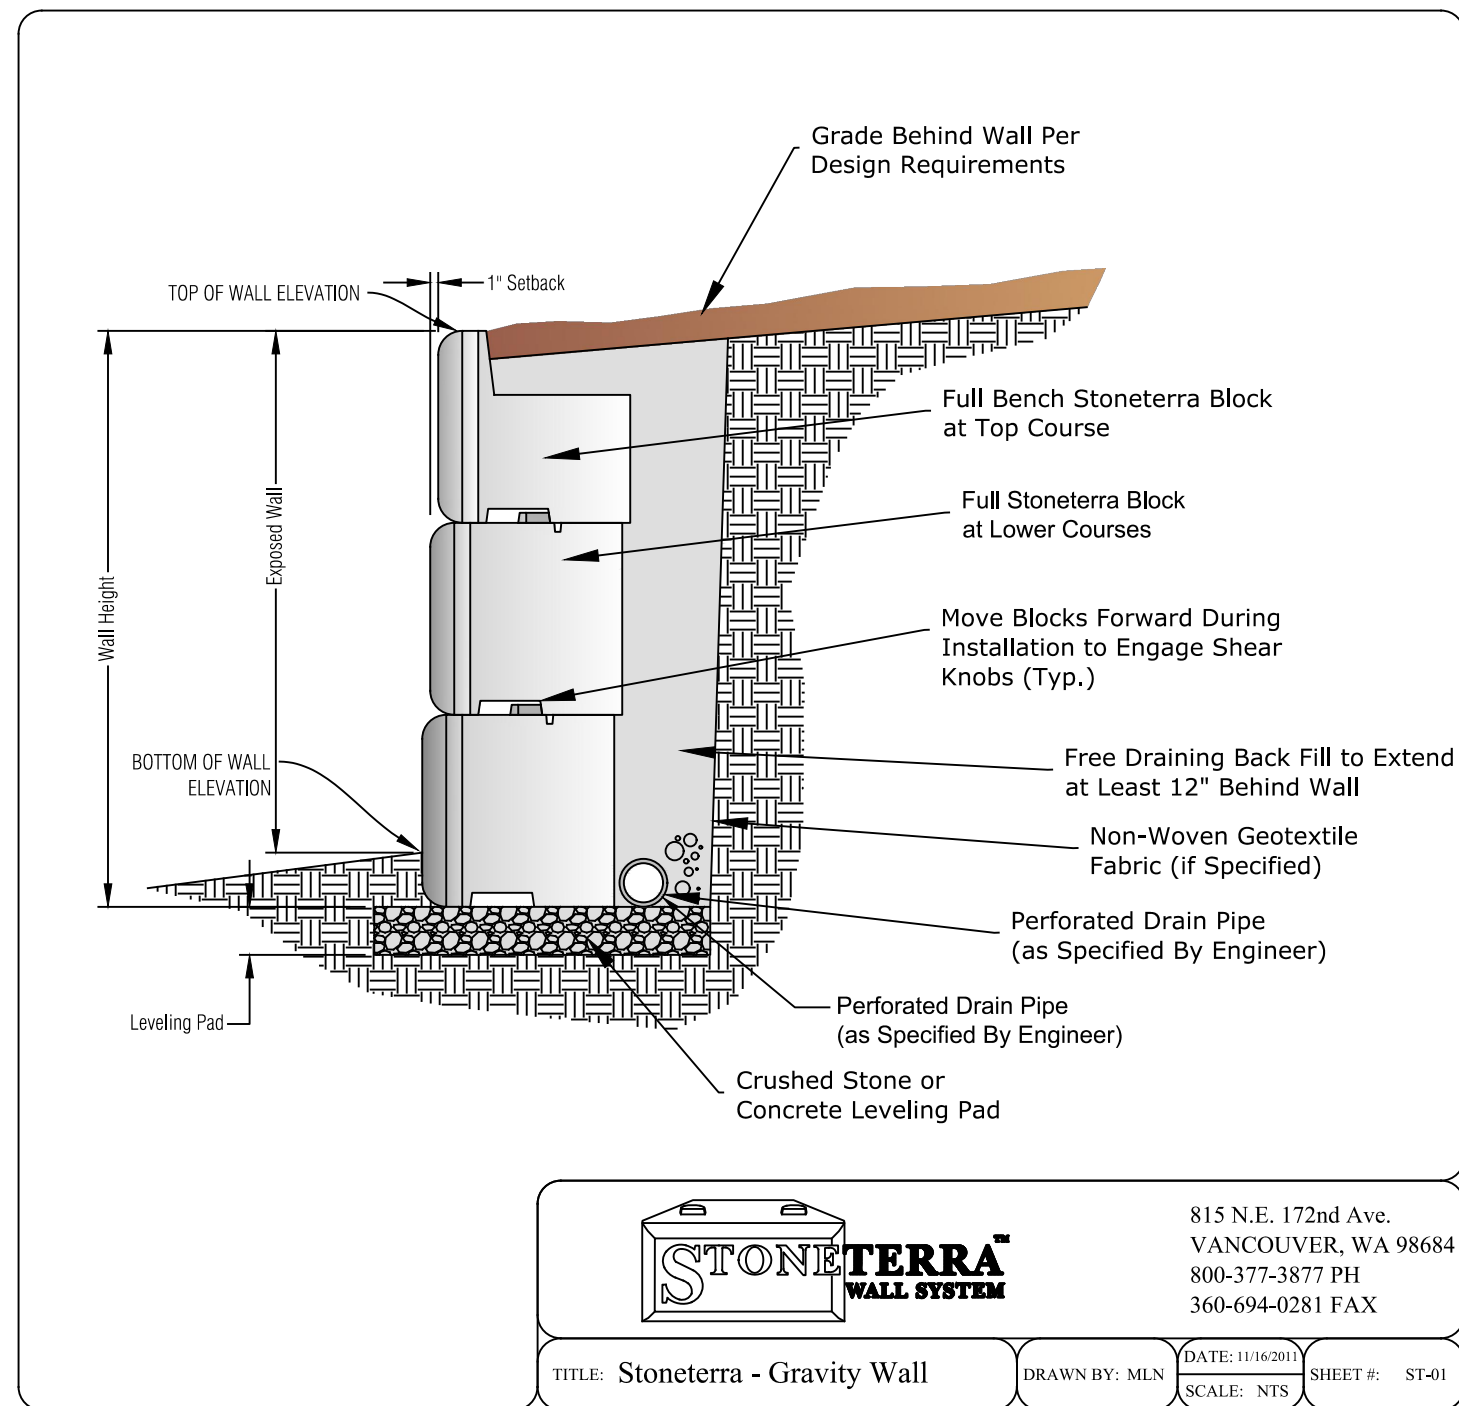 Grade Behind Wall Per
Design Requirements
1" Setback
TOP OF WALL ELEVATION
Full Bench Stoneterra Block
at Top Course
Full Stoneterra Block
at Lower Courses
Exposed Wall
Wall Height
Move Blocks Forward During
Installation to Engage Shear
Knobs (Typ.)
BOTTOM OF WALL
ELEVATION
Free Draining Back Fill to Extend
at Least 12" Behind Wall
Non-Woven Geotextile
Fabric (if Specified)
Perforated Drain Pipe
(as Specified By Engineer)
Perforated Drain Pipe
(as Specified By Engineer)
Leveling Pad
Crushed Stone or
Concrete Leveling Pad
STONETERRA™
WALL SYSTEM
815 N.E. 172nd Ave.
VANCOUVER, WA 98684
800-377-3877 PH
360-694-0281 FAX
TITLE: Stoneterra - Gravity Wall
DRAWN BY: MLN
DATE: 11/16/2011
SCALE: NTS
SHEET #: ST-01